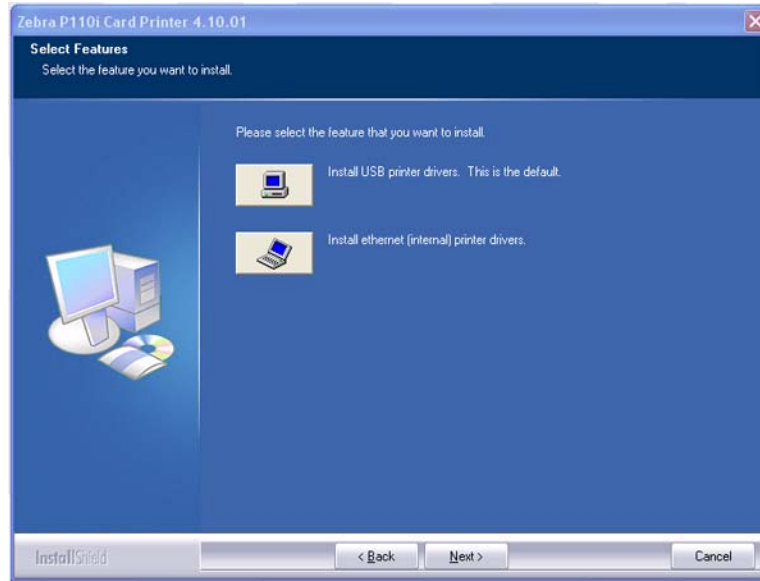 Zebra P110i Card Printer 4.10.01
Select Features
Select the feature you want to install.
Please select the feature that you want to install.
Install USB printer drivers. This is the default.
Install ethernet (internal) printer drivers.
InstallShield
< Back
Next >
Cancel